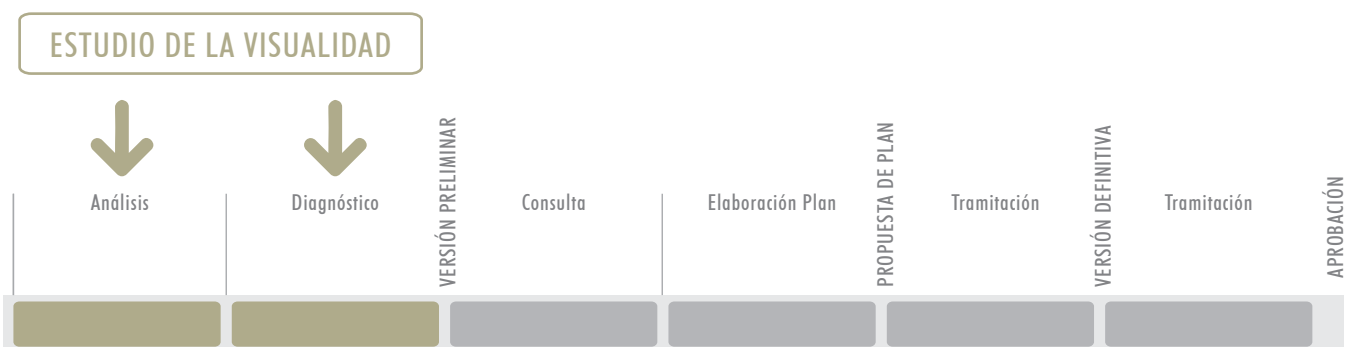 ESTUDIO DE LA VISUALIDAD
Análisis
Diagnóstico
VERSIÓN PRELIMINAR
Consulta
Elaboración Plan
PROPUESTA DE PLAN
Tramitación
VERSIÓN DEFINITIVA
Tramitación
APROBACIÓN